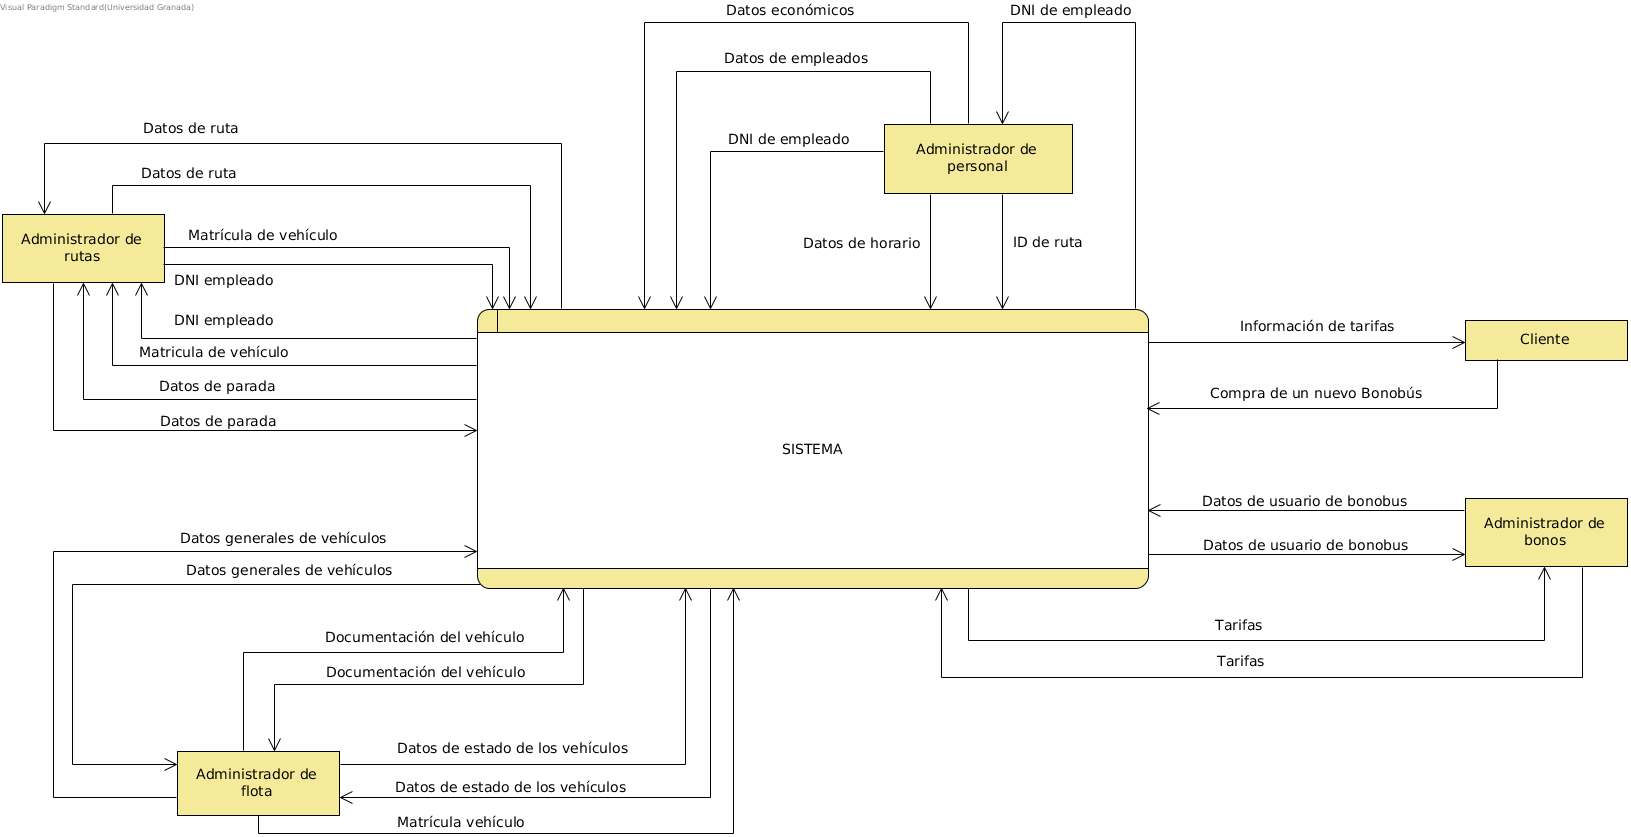 Visual Paradigm Standard(Universidad Granada)
Datos económicos
DNI de empleado
Datos de empleados
Datos de ruta
DNI de empleado
Administrador de
personal
Datos de ruta
Matrícula de vehículo
Administrador de
rutas
Datos de horario
ID de ruta
DNI empleado
DNI empleado
Información de tarifas
Cliente
Matricula de vehículo
Datos de parada
Compra de un nuevo Bonobús
Datos de parada
SISTEMA
Datos de usuario de bonobus
Administrador de
bonos
Datos generales de vehículos
Datos de usuario de bonobus
Datos generales de vehículos
Tarifas
Documentación del vehículo
Tarifas
Documentación del vehículo
Datos de estado de los vehículos
Administrador de
flota
Datos de estado de los vehículos
Matrícula vehículo